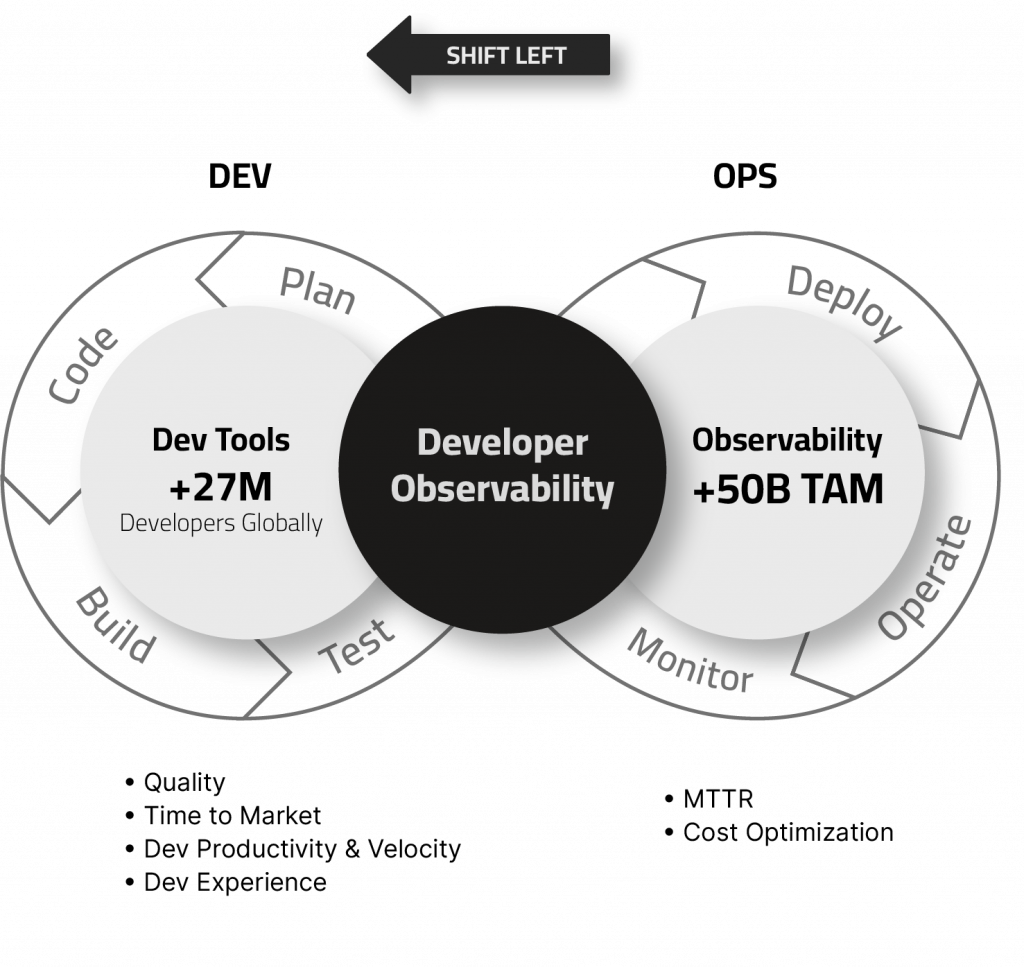 SHIFT LEFT
DEV
OPS
Plan
Code
Build
Test
Deploy
Operate
Monitor
Dev Tools
+27M
Developers Globally
Developer
Observability
Observability
+50B TAM
• Quality
• Time to Market
• Dev Productivity & Velocity
• Dev Experience
• MTTR
• Cost Optimization